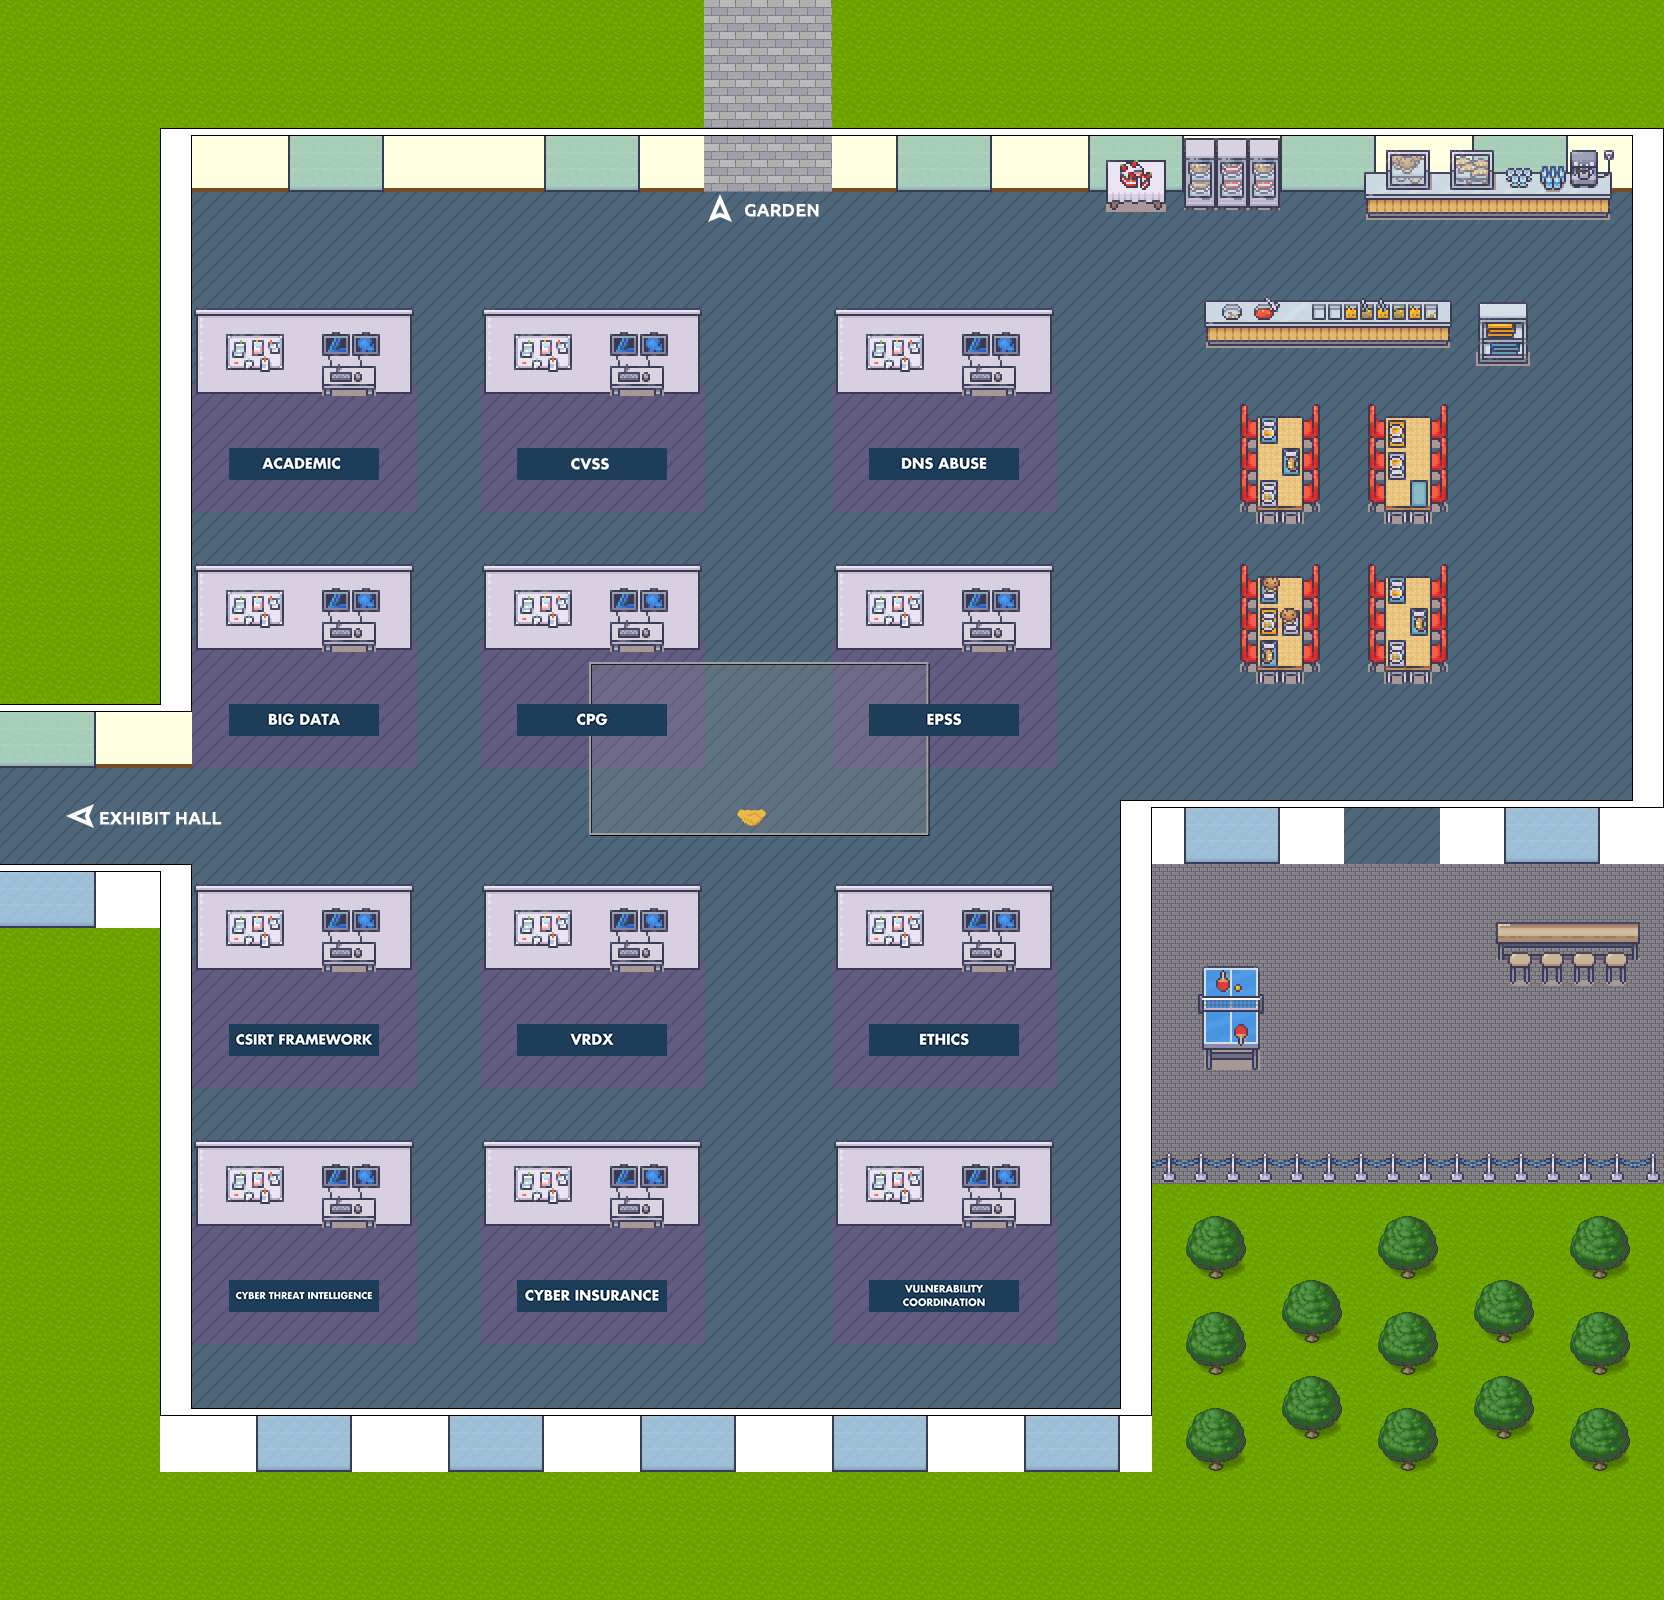 GARDEN
ACADEMIC
CVSS
DNS ABUSE
BIG DATA
CPG
EPSS
EXHIBIT HALL
CSIRT FRAMEWORK
VRDX
ETHICS
CYBER THREAT INTELLIGENCE
CYBER INSURANCE
VULNERABILITY
COORDINATION